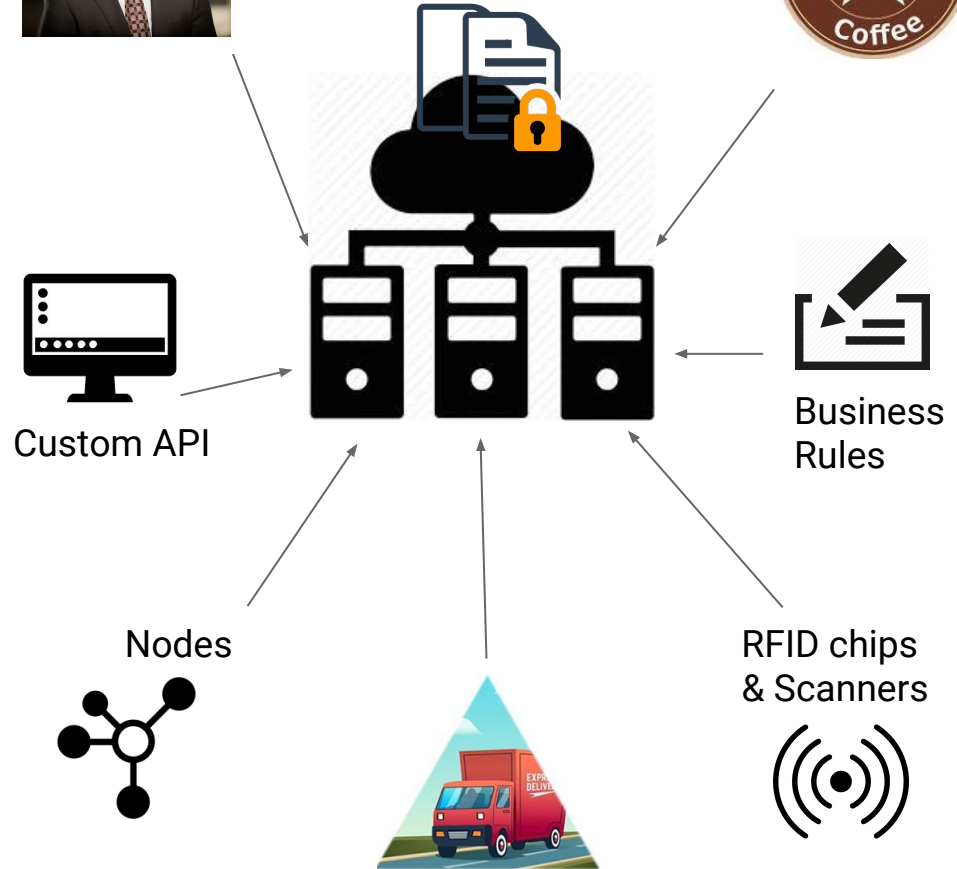 Coffee
Custom API
Business
Rules
Nodes
RFID chips
& Scanners